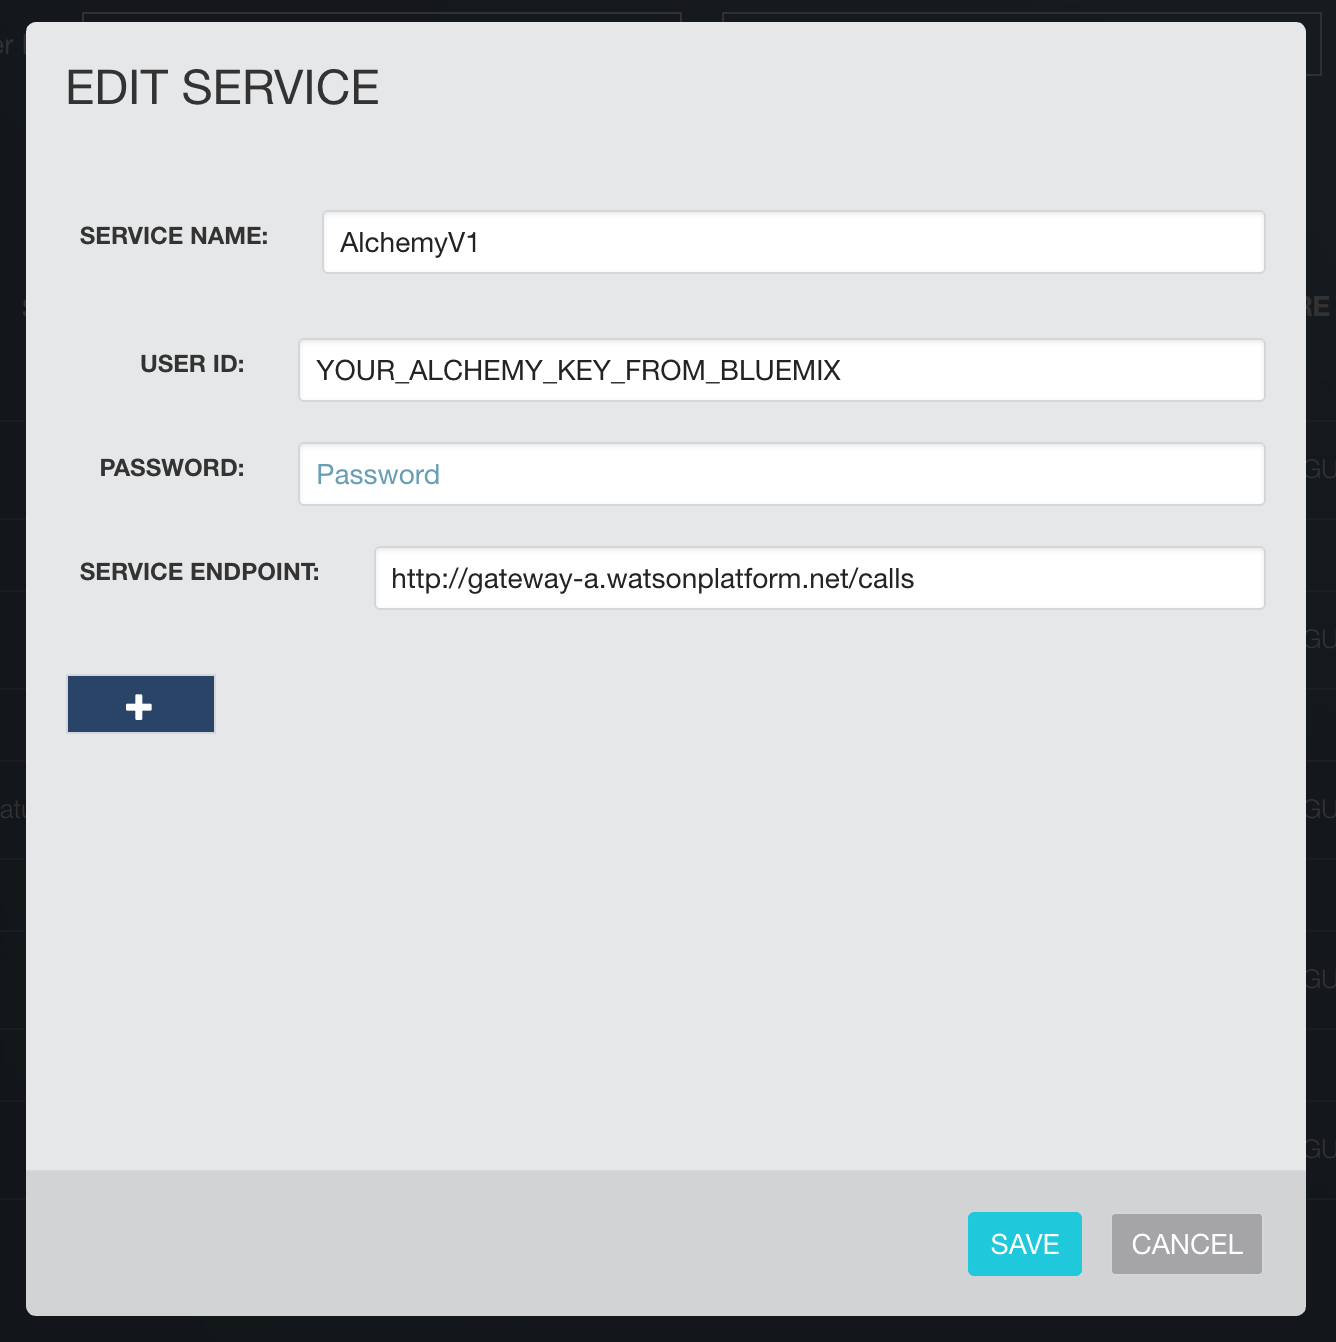 EDIT SERVICE
SERVICE NAME: AlchemyV1
USER ID: YOUR_ALCHEMY_KEY_FROM_BLUEMIX
PASSWORD: Password
SERVICE ENDPOINT: http://gateway-a.watsonplatform.net/calls
SAVE CANCEL